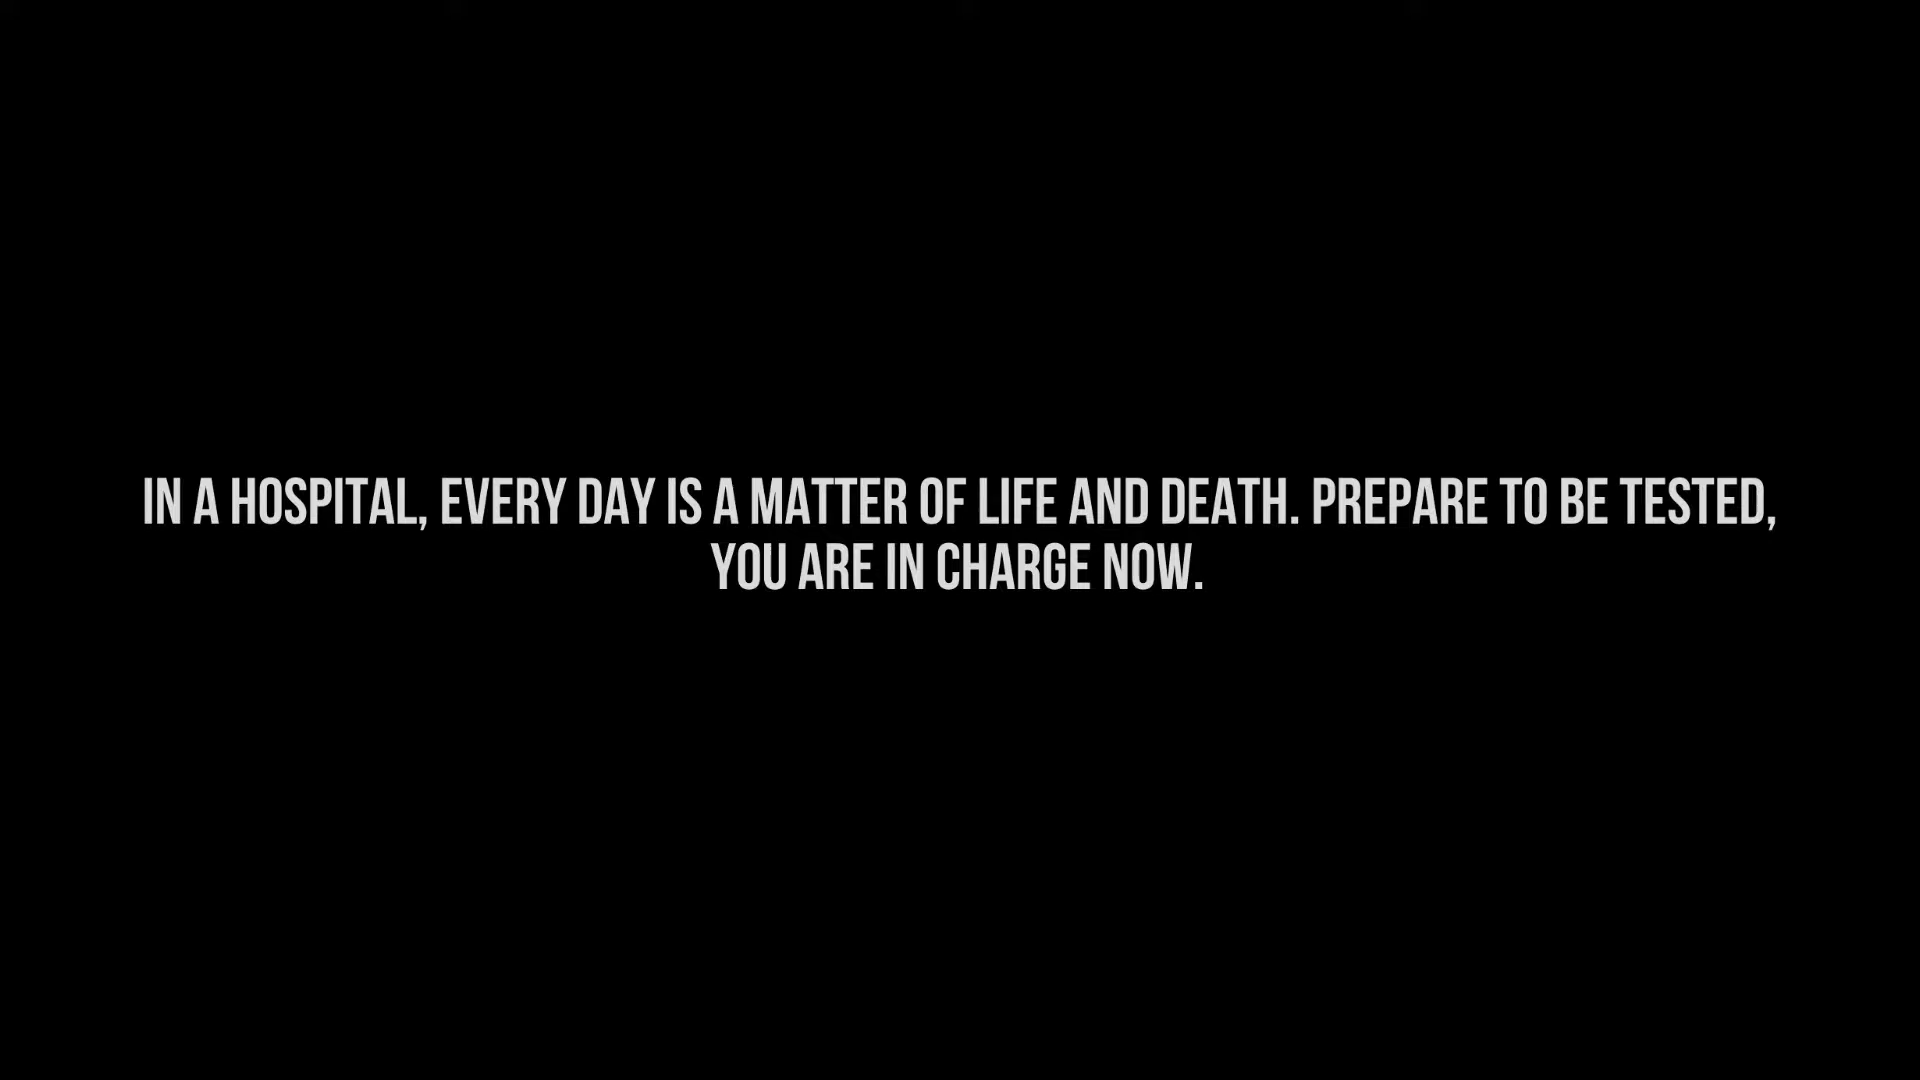 IN A HOSPITAL, EVERY DAY IS A MATTER OF LIFE AND DEATH. PREPARE TO BE TESTED,
YOU ARE IN CHARGE NOW.